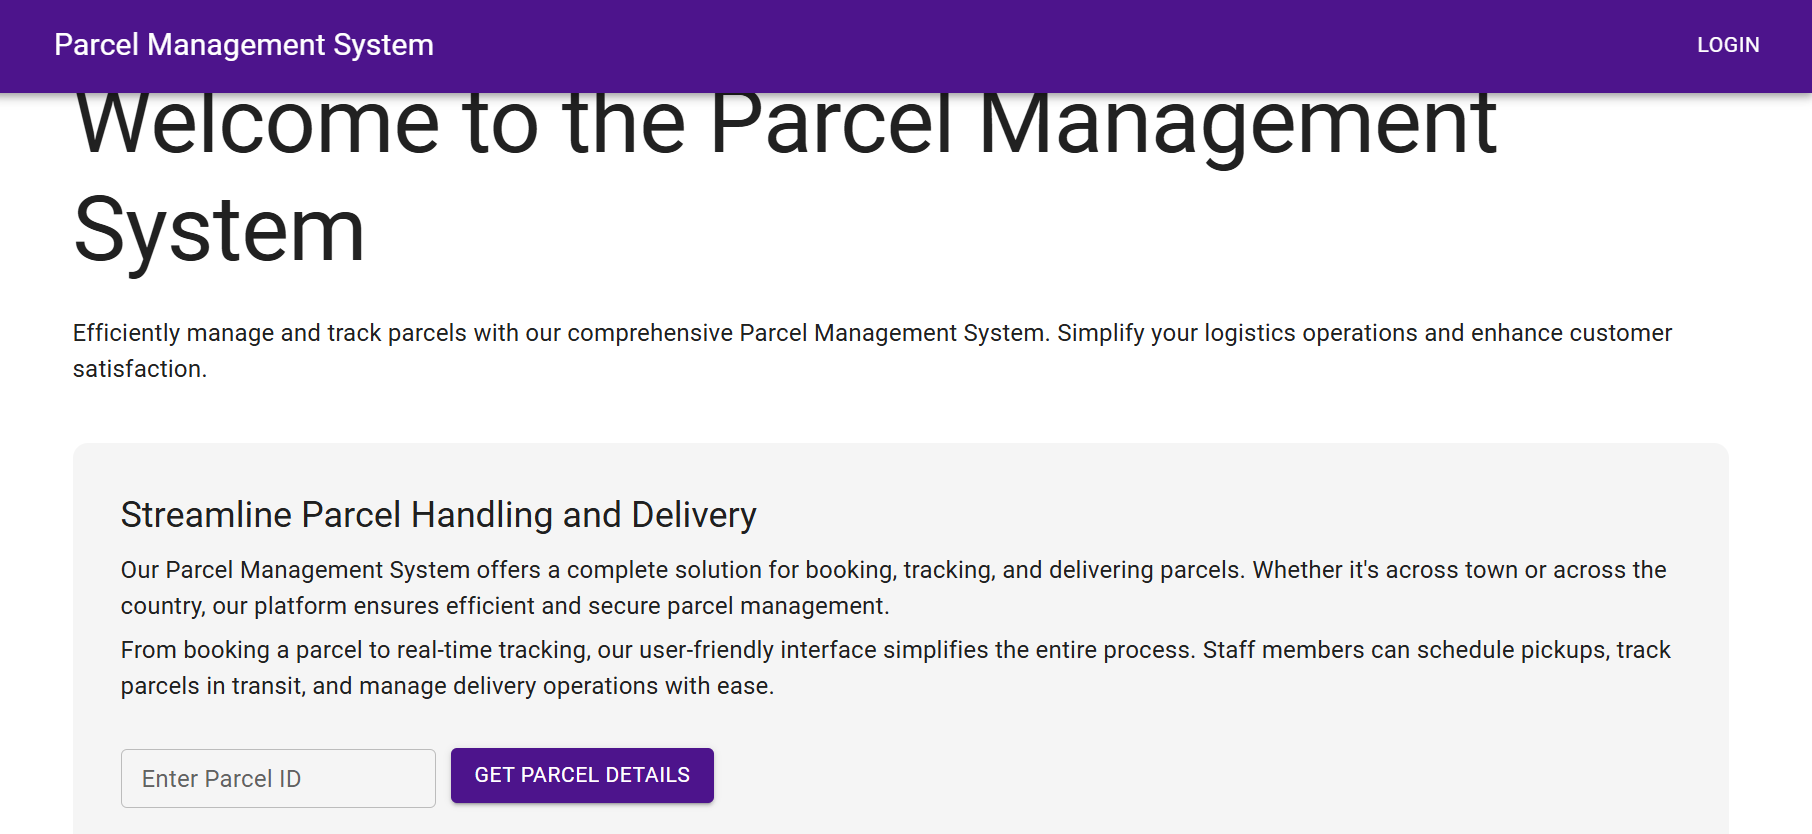 Parcel Management System
LOGIN
Welcome to the Parcel Management
System
Efficiently manage and track parcels with our comprehensive Parcel Management System. Simplify your logistics operations and enhance customer
satisfaction.
Streamline Parcel Handling and Delivery
Our Parcel Management System offers a complete solution for booking, tracking, and delivering parcels. Whether it's across town or across the
country, our platform ensures efficient and secure parcel management.
From booking a parcel to real-time tracking, our user-friendly interface simplifies the entire process. Staff members can schedule pickups, track
parcels in transit, and manage delivery operations with ease.
Enter Parcel ID
GET PARCEL DETAILS